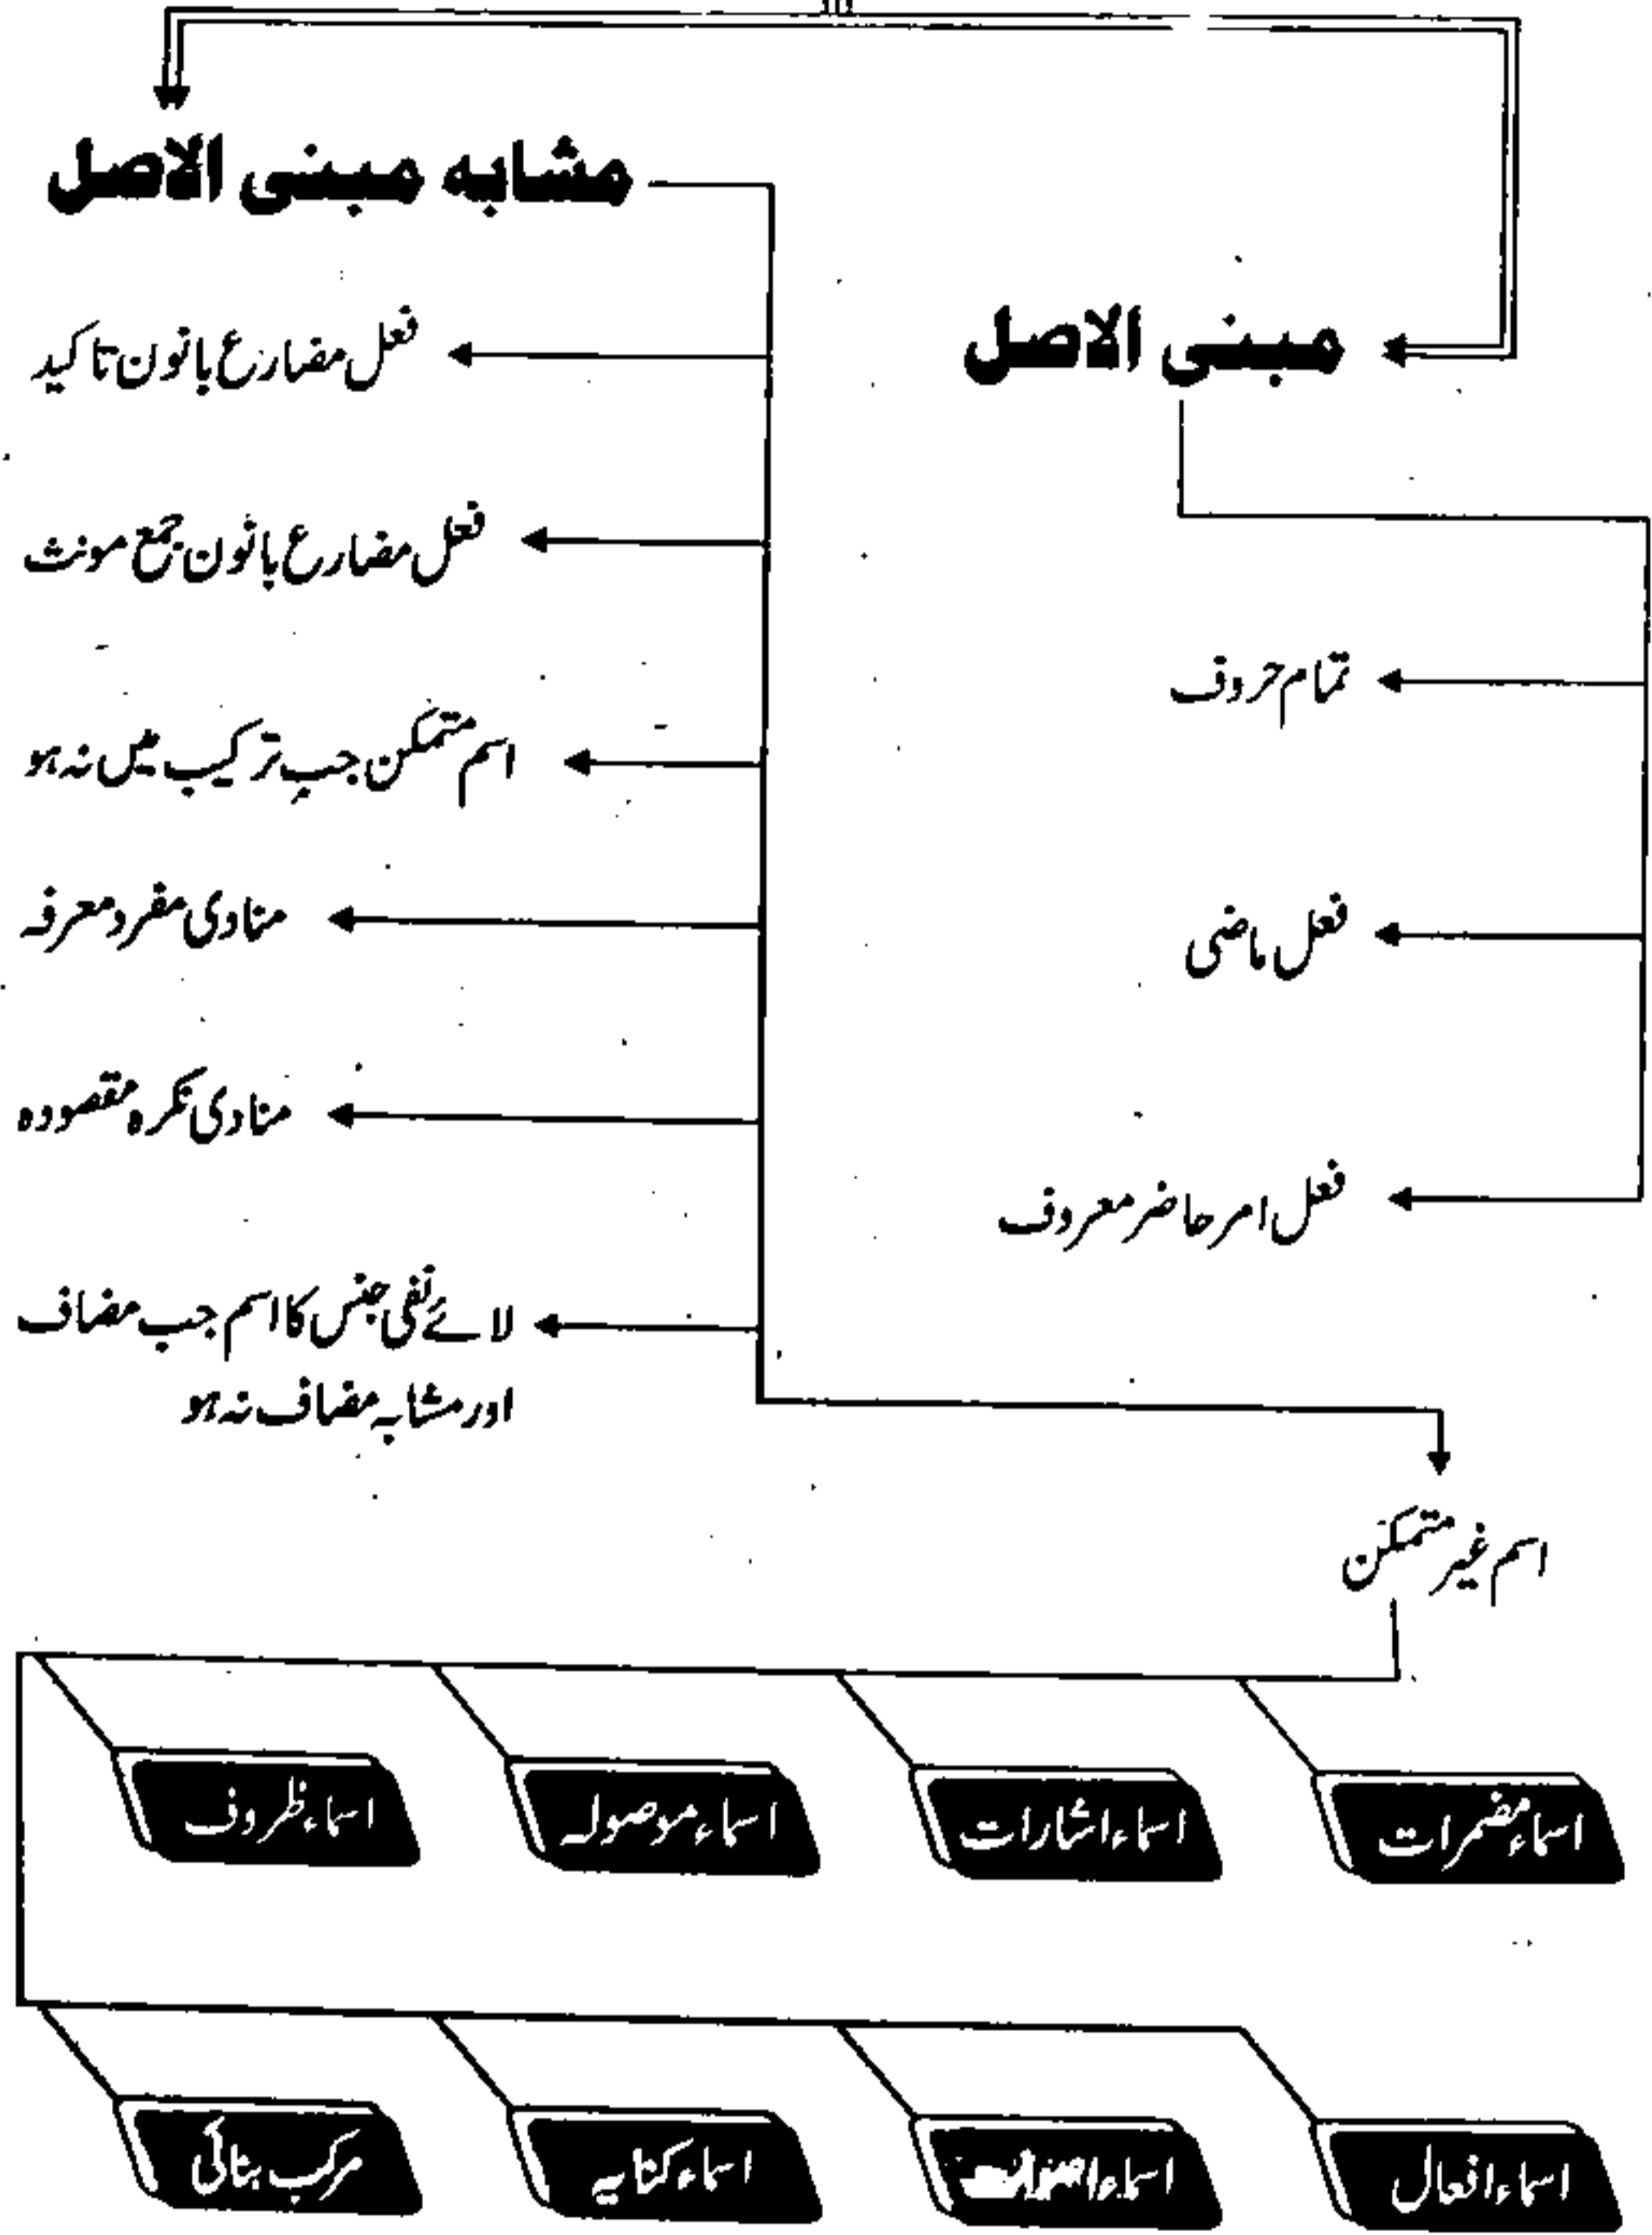 مبنی الاصل
تمام حروف
فعل ماضی
فعل امر حاضر معروف
مشابہ مبنی الاصل
فعل مضارع بانون تاکید
فعل مضارع بانون جمع مونث
اسم متمکن جب ترکیب میں نہ ہو
منادی مفرد معرفہ
منادی نکرہ مقصودہ
لائے نفی جنس کا اسم جب مضاف
اور مشابہ مضاف نہ ہو
اسم غیر متمکن
اسماء مضمرات
اسماء اشارات
اسماء موصولہ
اسماء ظروف
اسماء افعال
اسماء اصوات
اسماء کنایہ
مرکب بنائی